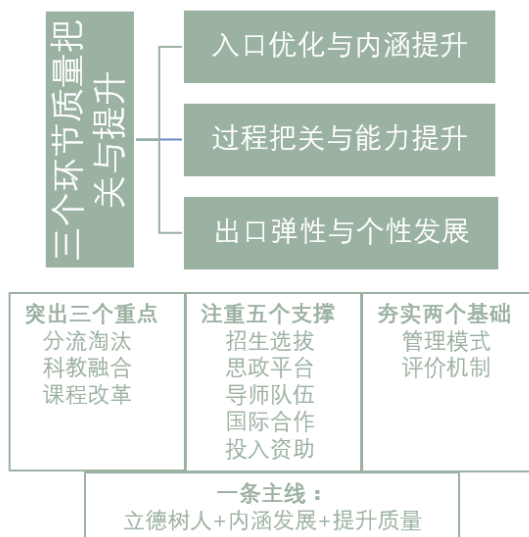 三个环节质量把
关与提升
入口优化与内涵提升
过程把关与能力提升
出口弹性与个性发展
突出三个重点
分流淘汰
科教融合
课程改革
注重五个支撑
招生选拔
思政平台
导师队伍
国际合作
投入资助
夯实两个基础
管理模式
评价机制
一条主线：
立德树人+内涵发展+提升质量